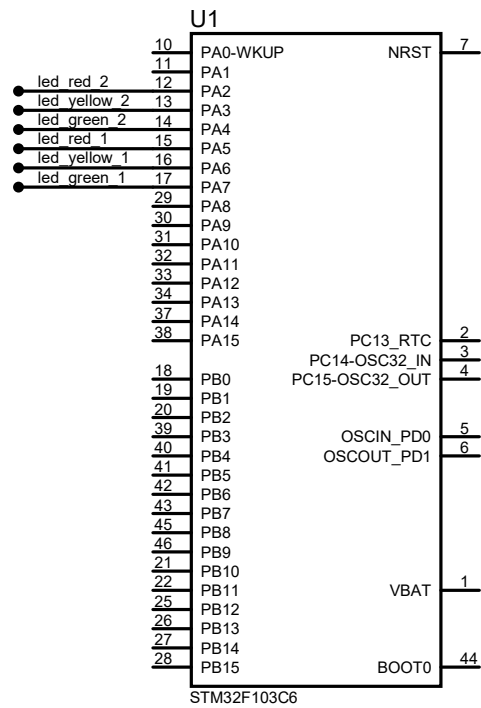 U1
10 PA0-WKUP NRST 7
11 PA1
led_red_2 12 PA2
led_yellow_2 13 PA3
led_green_2 14 PA4
led_red_1 15 PA5
led_yellow_1 16 PA6
led_green_1 17 PA7
29 PA8
30 PA9
31 PA10
32 PA11
33 PA12
34 PA13
37 PA14
38 PA15 PC13_RTC 2
PC14-OSC32_IN 3
18 PB0 PC15-OSC32_OUT 4
19 PB1
20 PB2
39 PB3 OSCIN_PD0 5
40 PB4 OSCOUT_PD1 6
41 PB5
42 PB6
43 PB7
45 PB8
46 PB9
21 PB10
22 PB11 VBAT 1
25 PB12
26 PB13
27 PB14
28 PB15 BOOT0 44
STM32F103C6